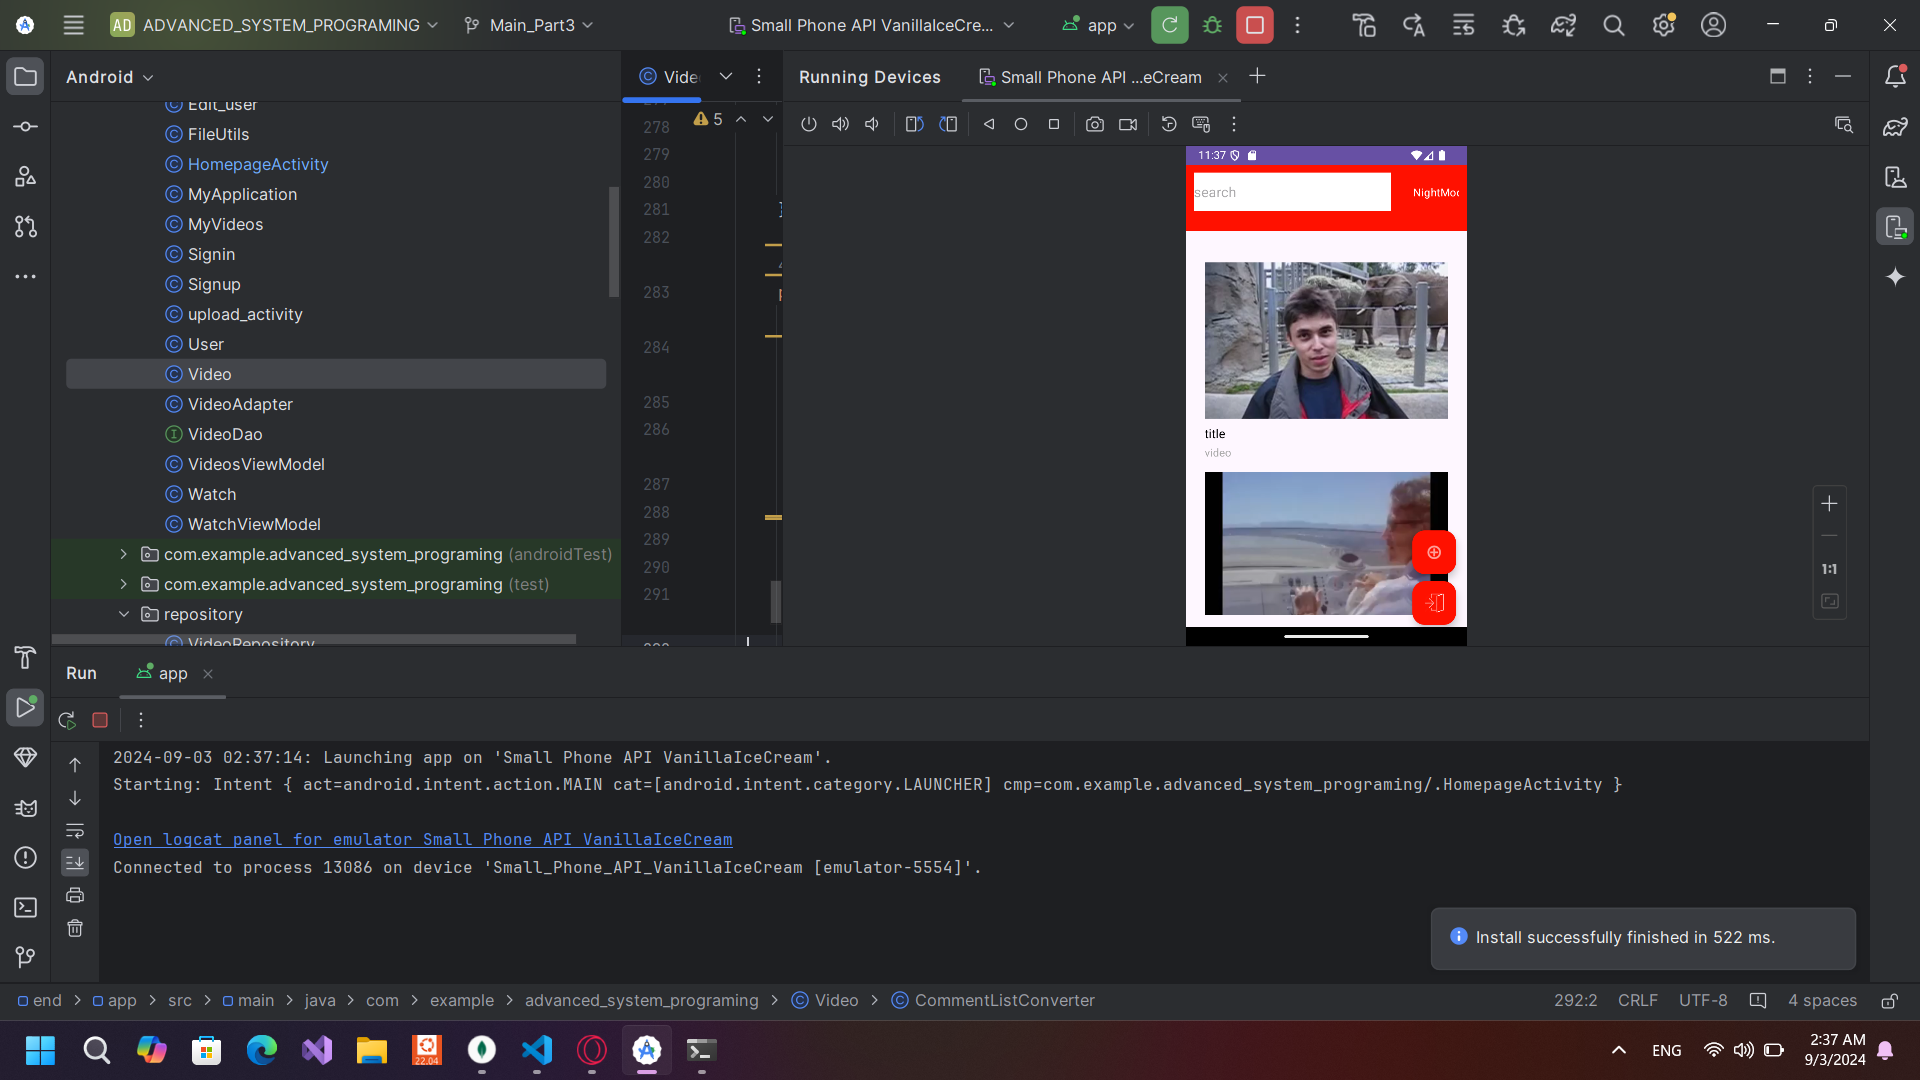 AD ADVANCED_SYSTEM_PROGRAMING
Main_Part3
Small Phone API VanillaIceCre...
app
Android
Edit_user
FileUtils
HomepageActivity
MyApplication
MyVideos
Signin
Signup
upload_activity
User
Video
VideoAdapter
VideoDao
VideosViewModel
Watch
WatchViewModel
com.example.advanced_system_programing (androidTest)
com.example.advanced_system_programing (test)
repository
VideoRepository
Vide
5
278
279
280
281
282
283
284
285
286
287
288
289
290
291
Running Devices
Small Phone API ...eCream
11:37
search
NightMod
title
video
1:1
Run
app
2024-09-03 02:37:14: Launching app on 'Small Phone API VanillaIceCream'.
Starting: Intent { act=android.intent.action.MAIN cat=[android.intent.category.LAUNCHER] cmp=com.example.advanced_system_programing/.HomepageActivity }
Open logcat panel for emulator Small Phone API VanillaIceCream
Connected to process 13086 on device 'Small_Phone_API_VanillaIceCream [emulator-5554]'.
Install successfully finished in 522 ms.
end > app > src > main > java > com > example > advanced_system_programing > Video > CommentListConverter
292:2 CRLF UTF-8 4 spaces
22.04
ENG
2:37 AM
9/3/2024